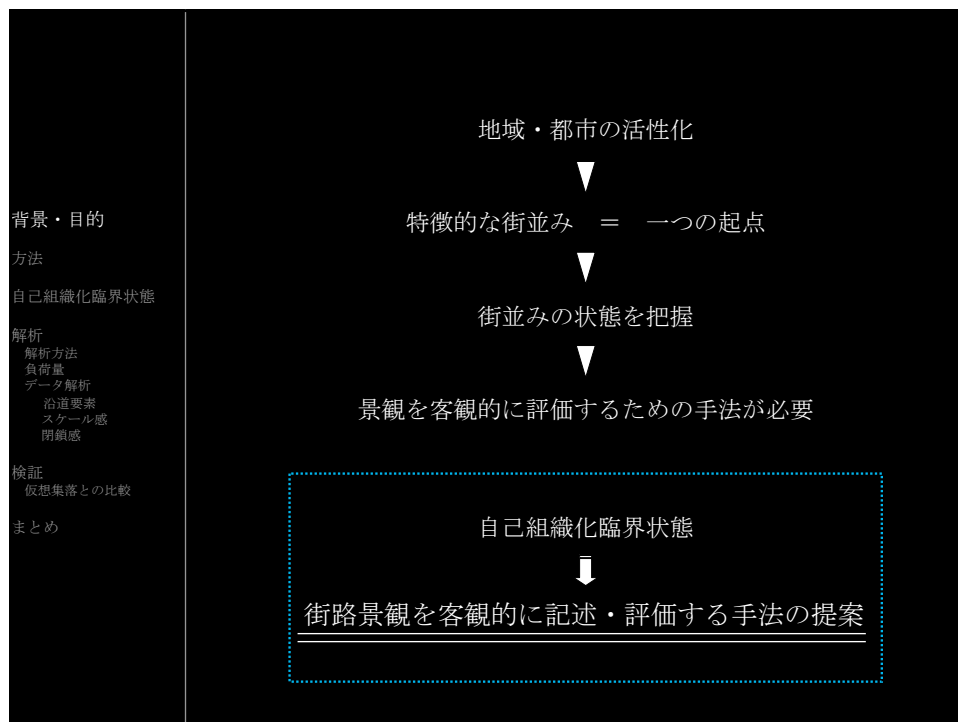 背景・目的
方法
自己組織化臨界状態
解析
解析方法
負荷量
データ解析
沿道要素
スケール感
閉鎖感
検証
仮想集落との比較
まとめ
地域・都市の活性化
特徴的な街並み　＝　一つの起点
街並みの状態を把握
景観を客観的に評価するための手法が必要
自己組織化臨界状態
街路景観を客観的に記述・評価する手法の提案